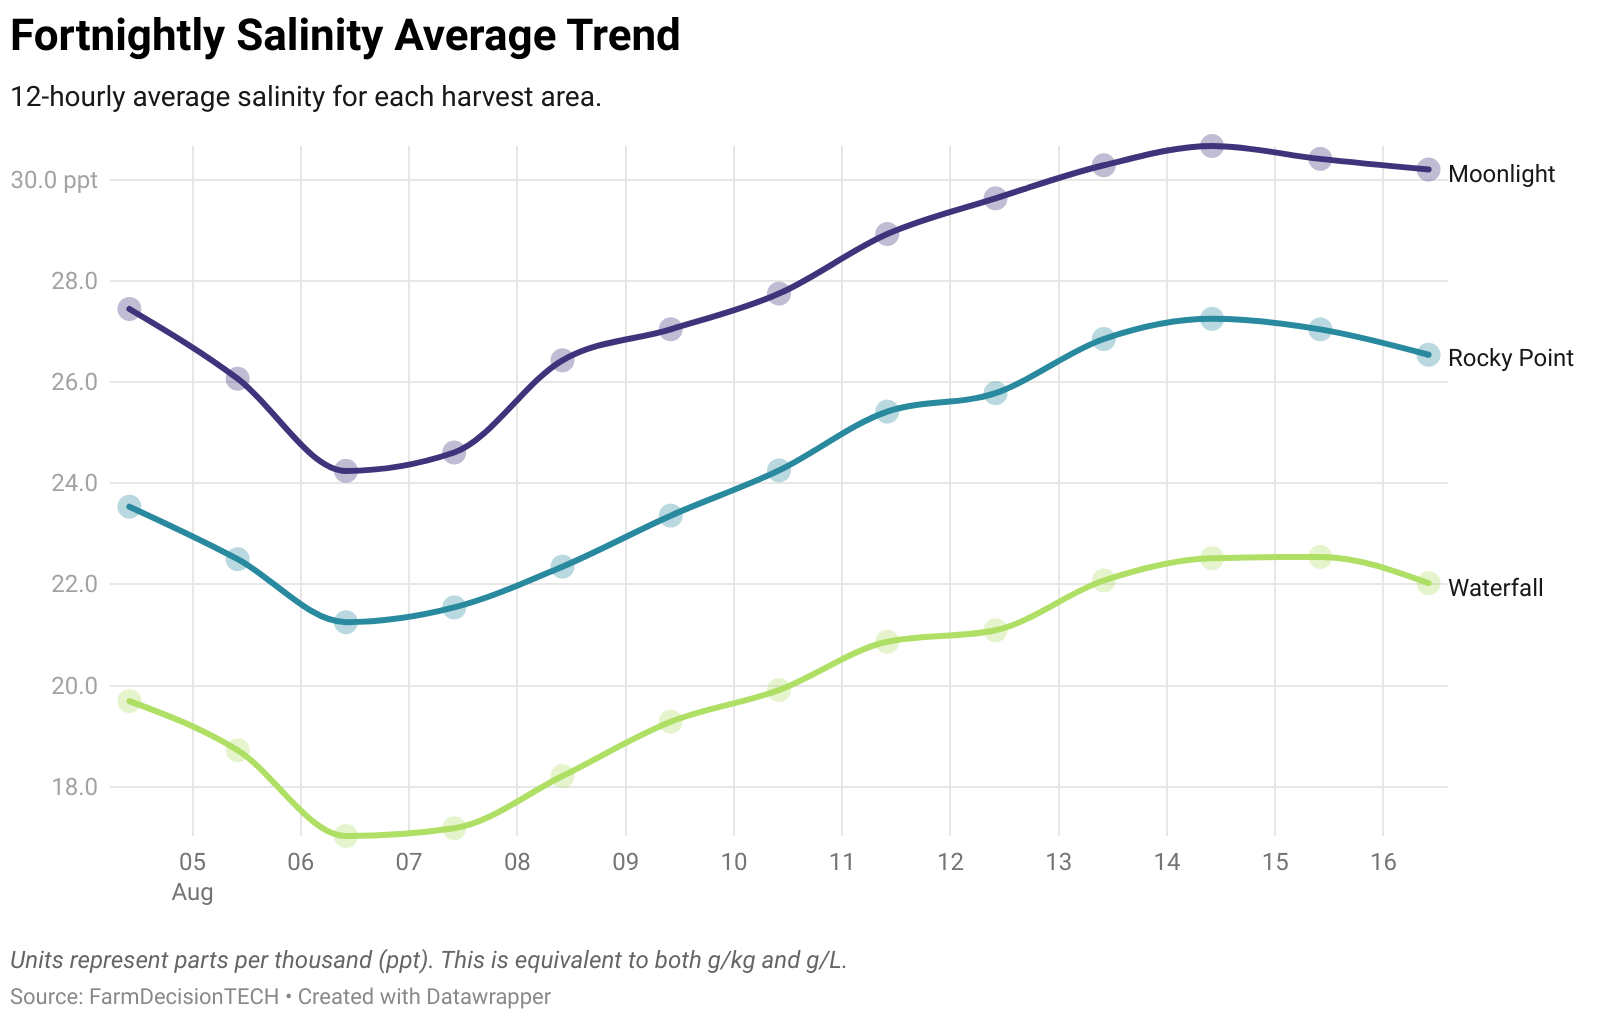 Fortnightly Salinity Average Trend
12-hourly average salinity for each harvest area.
30.0 ppt
Moonlight
28.0
Rocky Point
26.0
24.0
22.0
Waterfall
20.0
18.0
05 06 07 08 09 10 11 12 13 14 15 16
Aug
Units represent parts per thousand (ppt). This is equivalent to both g/kg and g/L.
Source: FarmDecisionTECH • Created with Datawrapper